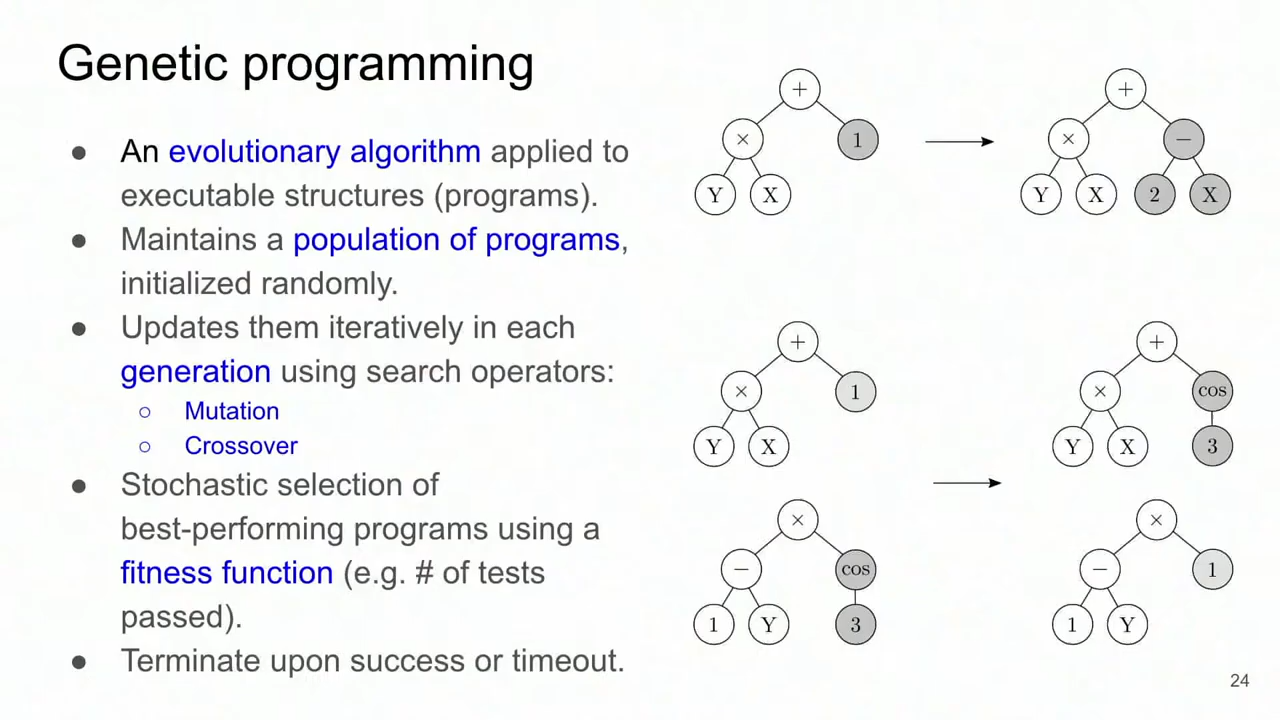 Genetic programming
● An evolutionary algorithm applied to
executable structures (programs).
● Maintains a population of programs,
initialized randomly.
● Updates them iteratively in each
generation using search operators:
○ Mutation
○ Crossover
● Stochastic selection of
best-performing programs using a
fitness function (e.g. # of tests
passed).
● Terminate upon success or timeout.
+
× 1
Y X
+
× −
Y X 2 X
+
× 1
Y X
×
− cos
1 Y 3
+
× cos
Y X 3
×
− 1
1 Y
24